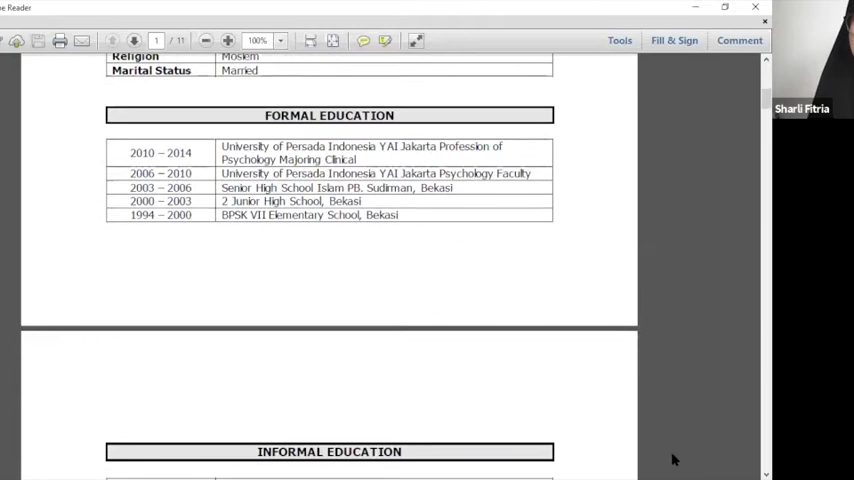 ve Reader
1 / 11
100%
Tools
Fill & Sign
Comment
Religion Moslem
Marital Status Married
Sharli Fitria
FORMAL EDUCATION
2010 – 2014 University of Persada Indonesia YAI Jakarta Profession of
Psychology Majoring Clinical
2006 – 2010 University of Persada Indonesia YAI Jakarta Psychology Faculty
2003 – 2006 Senior High School Islam PB. Sudirman, Bekasi
2000 – 2003 2 Junior High School, Bekasi
1994 – 2000 BPSK VII Elementary School, Bekasi
INFORMAL EDUCATION